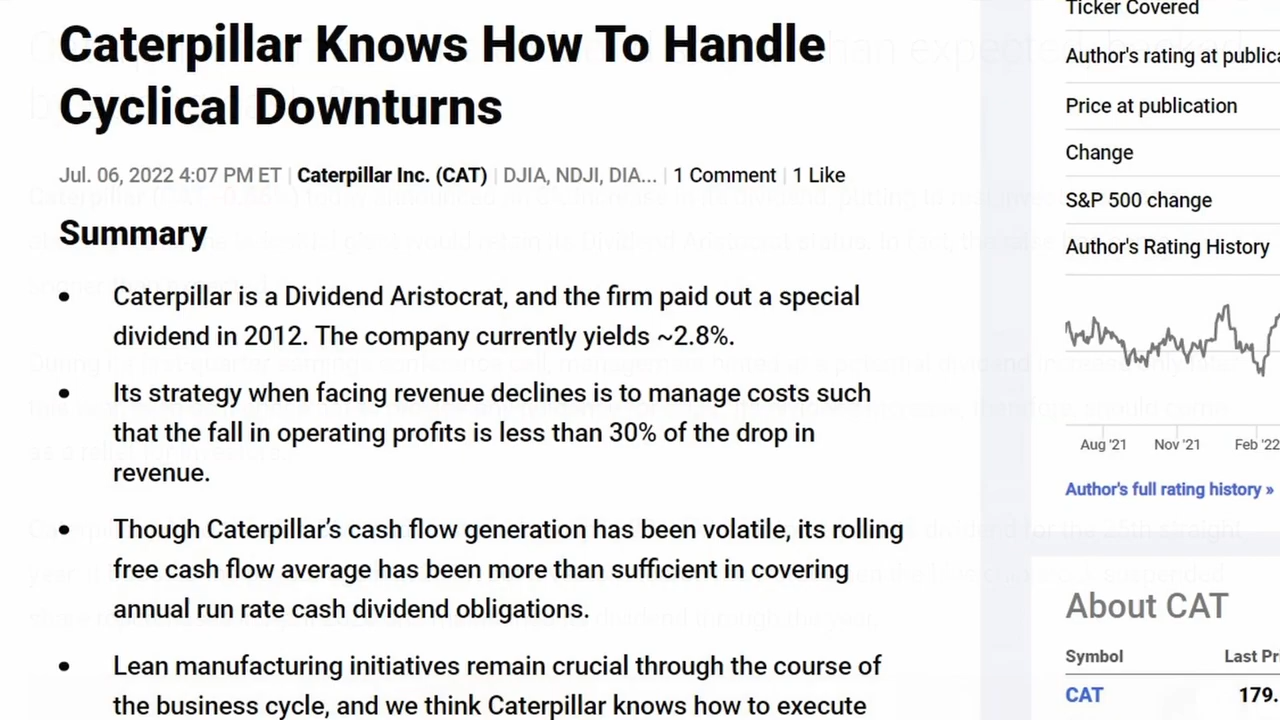 Caterpillar Knows How To Handle
Cyclical Downturns
Jul. 06, 2022 4:07 PM ET | Caterpillar Inc. (CAT) | DJIA, NDJI, DIA... | 1 Comment | 1 Like
Summary
• Caterpillar is a Dividend Aristocrat, and the firm paid out a special
dividend in 2012. The company currently yields ~2.8%.
• Its strategy when facing revenue declines is to manage costs such
that the fall in operating profits is less than 30% of the drop in
revenue.
• Though Caterpillar’s cash flow generation has been volatile, its rolling
free cash flow average has been more than sufficient in covering
annual run rate cash dividend obligations.
• Lean manufacturing initiatives remain crucial through the course of
the business cycle, and we think Caterpillar knows how to execute
Ticker Covered
Author's rating at publica
Price at publication
Change
S&P 500 change
Author's Rating History
Aug '21 Nov '21 Feb '22
Author's full rating history »
About CAT
Symbol Last Pri
CAT 179.